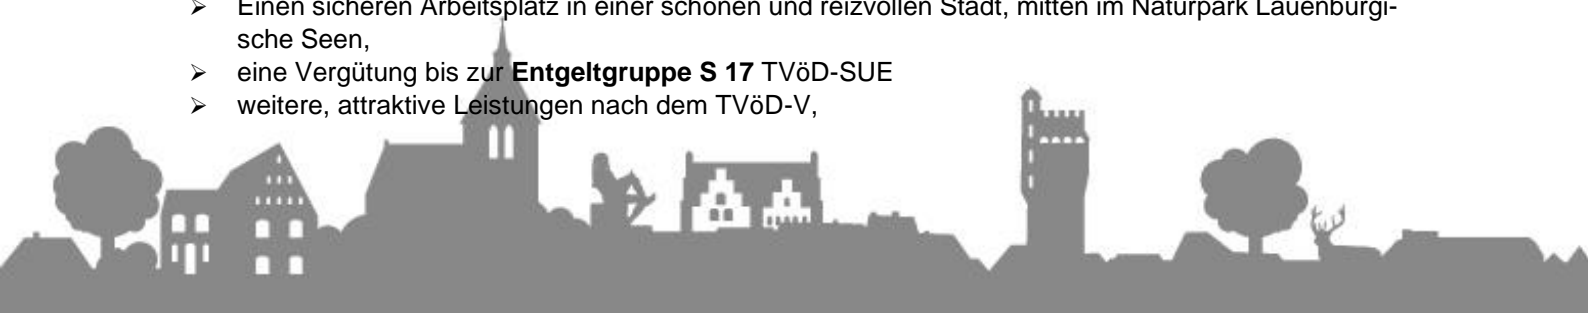 ➢ Einen sicheren Arbeitsplatz in einer schönen und reizvollen Stadt, mitten im Naturpark Lauenburgi-
sche Seen,
➢ eine Vergütung bis zur Entgeltgruppe S 17 TVöD-SUE
➢ weitere, attraktive Leistungen nach dem TVöD-V,